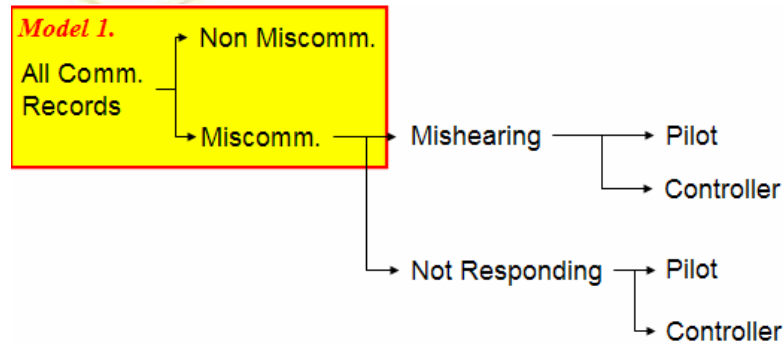 Model 1.
Non Miscomm.
All Comm.
Records
Miscomm.
Mishearing
Pilot
Controller
Not Responding
Pilot
Controller